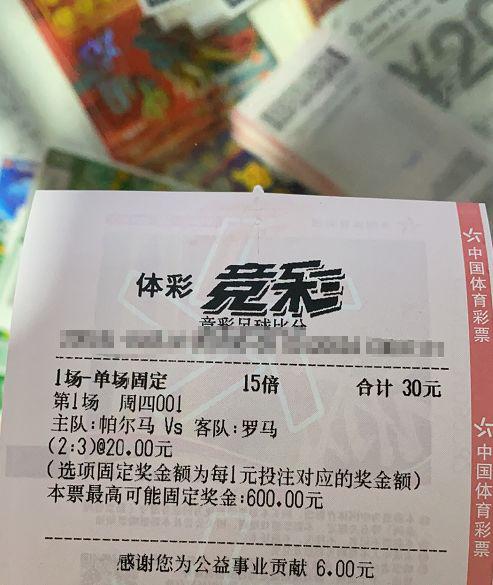 体彩 竞彩
竞彩足球比分
1场-单场固定 15倍 合计 30元
第1场 周四001
主队:帕尔马 Vs 客队:罗马
(2:3)@20.00元
(选项固定奖金额为每1元投注对应的奖金额)
本票最高可能固定奖金:600.00元
感谢您为公益事业贡献 6.00元
中国体育彩票
中国体育彩票
¥20